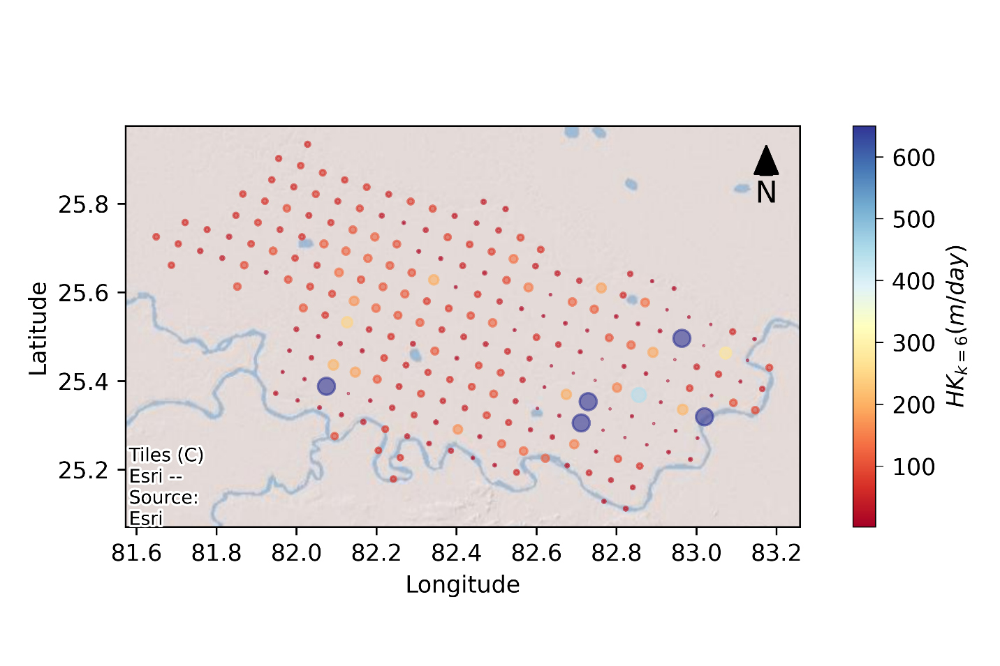 N
25.8
25.6
25.4
25.2
Latitude
Tiles (C)
Esri --
Source:
Esri
81.6 81.8 82.0 82.2 82.4 82.6 82.8 83.0 83.2
Longitude
600
500
400
300
200
100
HK_{k=6}(m/day)